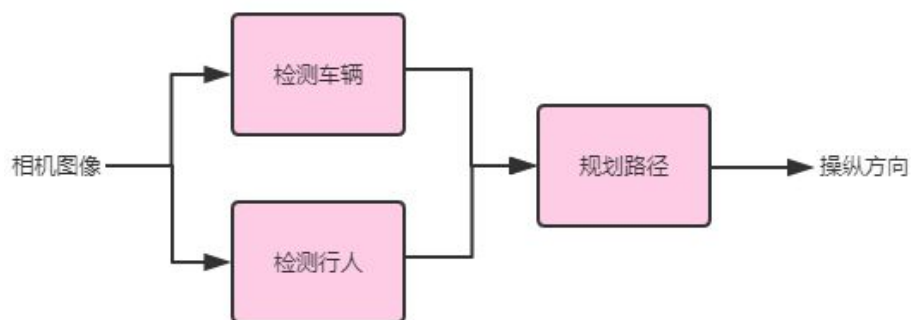 检测车辆
相机图像
规划路径
操纵方向
检测行人